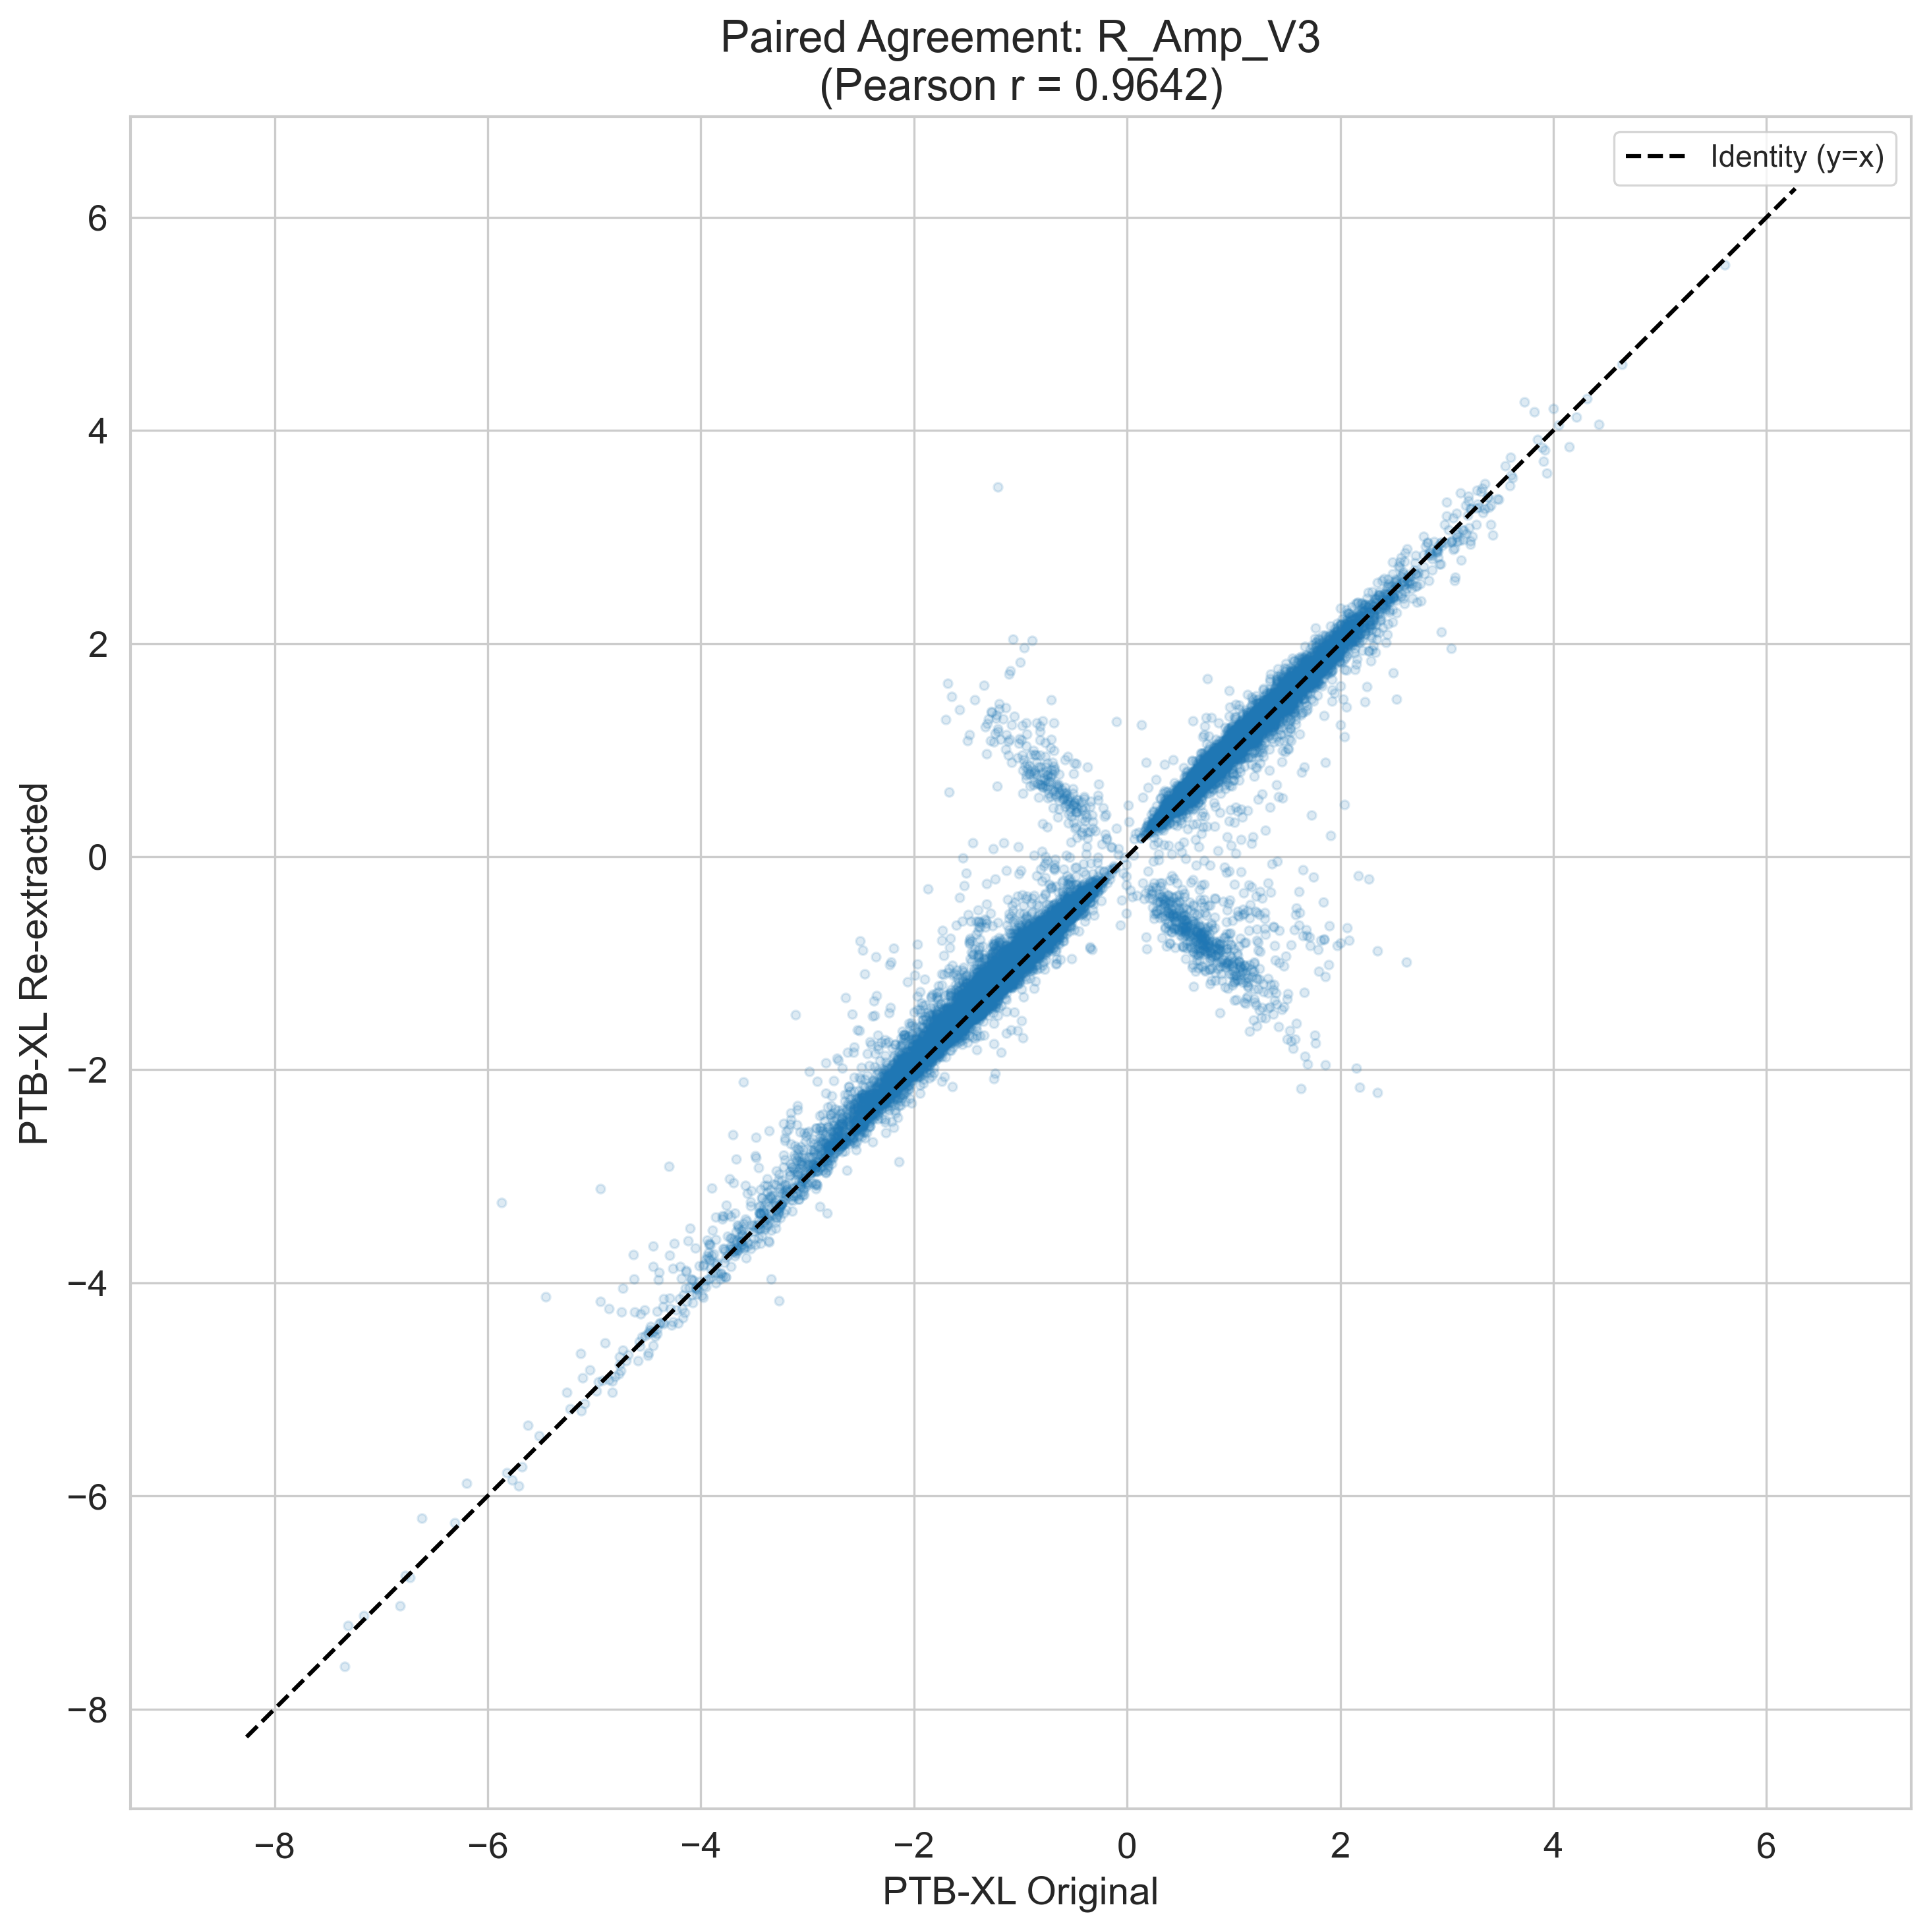 Paired Agreement: R_Amp_V3
(Pearson r = 0.9642)
Identity (y=x)
6
4
2
0
−2
−4
−6
−8
PTB-XL Re-extracted
−8 −6 −4 −2 0 2 4 6
PTB-XL Original